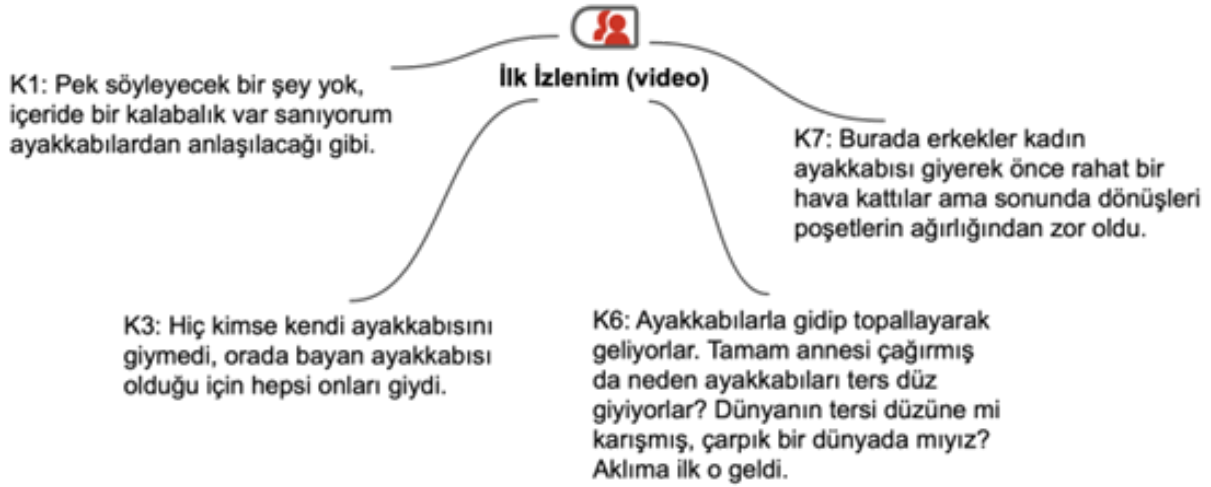 İlk İzlenim (video)
K1: Pek söyleyecek bir şey yok,
içeride bir kalabalık var sanıyorum
ayakkabılardan anlaşılacağı gibi.
K7: Burada erkekler kadın
ayakkabısı giyerek önce rahat bir
hava kattılar ama sonunda dönüşleri
poşetlerin ağırlığından zor oldu.
K3: Hiç kimse kendi ayakkabısını
giymedi, orada bayan ayakkabısı
olduğu için hepsi onları giydi.
K6: Ayakkabılarla gidip topallayarak
geliyorlar. Tamam annesi çağırmış
da neden ayakkabıları ters düz
giyiyorlar? Dünyanın tersi düzüne mi
karışmış, çarpık bir dünyada mıyız?
Aklıma ilk o geldi.